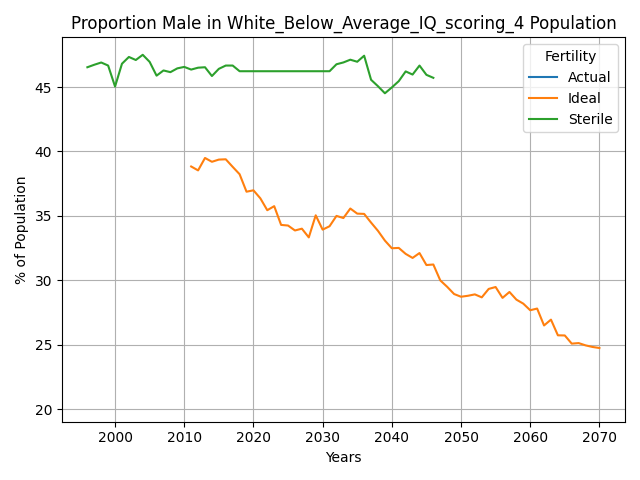 Proportion Male in White_Below_Average_IQ_scoring_4 Population
Fertility
Actual
Ideal
Sterile
% of Population
45
40
35
30
25
20
2000 2010 2020 2030 2040 2050 2060 2070
Years